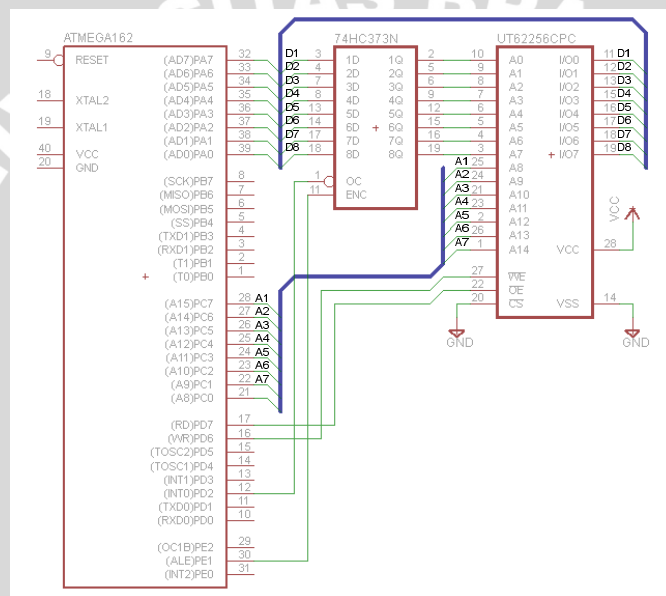 ATMEGA162
9 RESET
18 XTAL2
19 XTAL1
40 VCC
20 GND
(AD7)PA7 32 D1
(AD6)PA6 33 D2
(AD5)PA5 34 D3
(AD4)PA4 35 D4
(AD3)PA3 36 D5
(AD2)PA2 37 D6
(AD1)PA1 38 D7
(AD0)PA0 39 D8
(SCK)PB7 8
(MISO)PB6 7
(MOSI)PB5 6
(SS)PB4 5
(TXD1)PB3 4
(RXD1)PB2 3
(T1)PB1 2
(T0)PB0 1
(A15)PC7 28 A1
(A14)PC6 27 A2
(A13)PC5 26 A3
(A12)PC4 25 A4
(A11)PC3 24 A5
(A10)PC2 23 A6
(A9)PC1 22 A7
(A8)PC0 21
(RD)PD7 17
(WR)PD6 16
(TOSC2)PD5 15
(TOSC1)PD4 14
(INT1)PD3 13
(INT0)PD2 12
(TXD0)PD1 11
(RXD0)PD0 10
(OC1B)PE2 29
(ALE)PE1 30
(INT2)PE0 31
74HC373N
D1 3 1D 1Q 2
D2 4 2D 2Q 5
D3 7 3D 3Q 6
D4 8 4D 4Q 9
D5 13 5D 5Q 12
D6 14 6D 6Q 15
D7 17 7D 7Q 16
D8 18 8D 8Q 19
1 OC
11 ENC
UT62256CPC
10 A0 I/O0 11 D1
9 A1 I/O1 12 D2
8 A2 I/O2 13 D3
7 A3 I/O3 15 D4
6 A4 I/O4 16 D5
5 A5 I/O5 17 D6
4 A6 I/O6 18 D7
3 A7 I/O7 19 D8
A1 25 A8
A2 24 A9
A3 21 A10
A4 23 A11
A5 2 A12
A6 26 A13
A7 1 A14 VCC 28
VCC
27 WE
22 OE
20 CS VSS 14
GND
GND